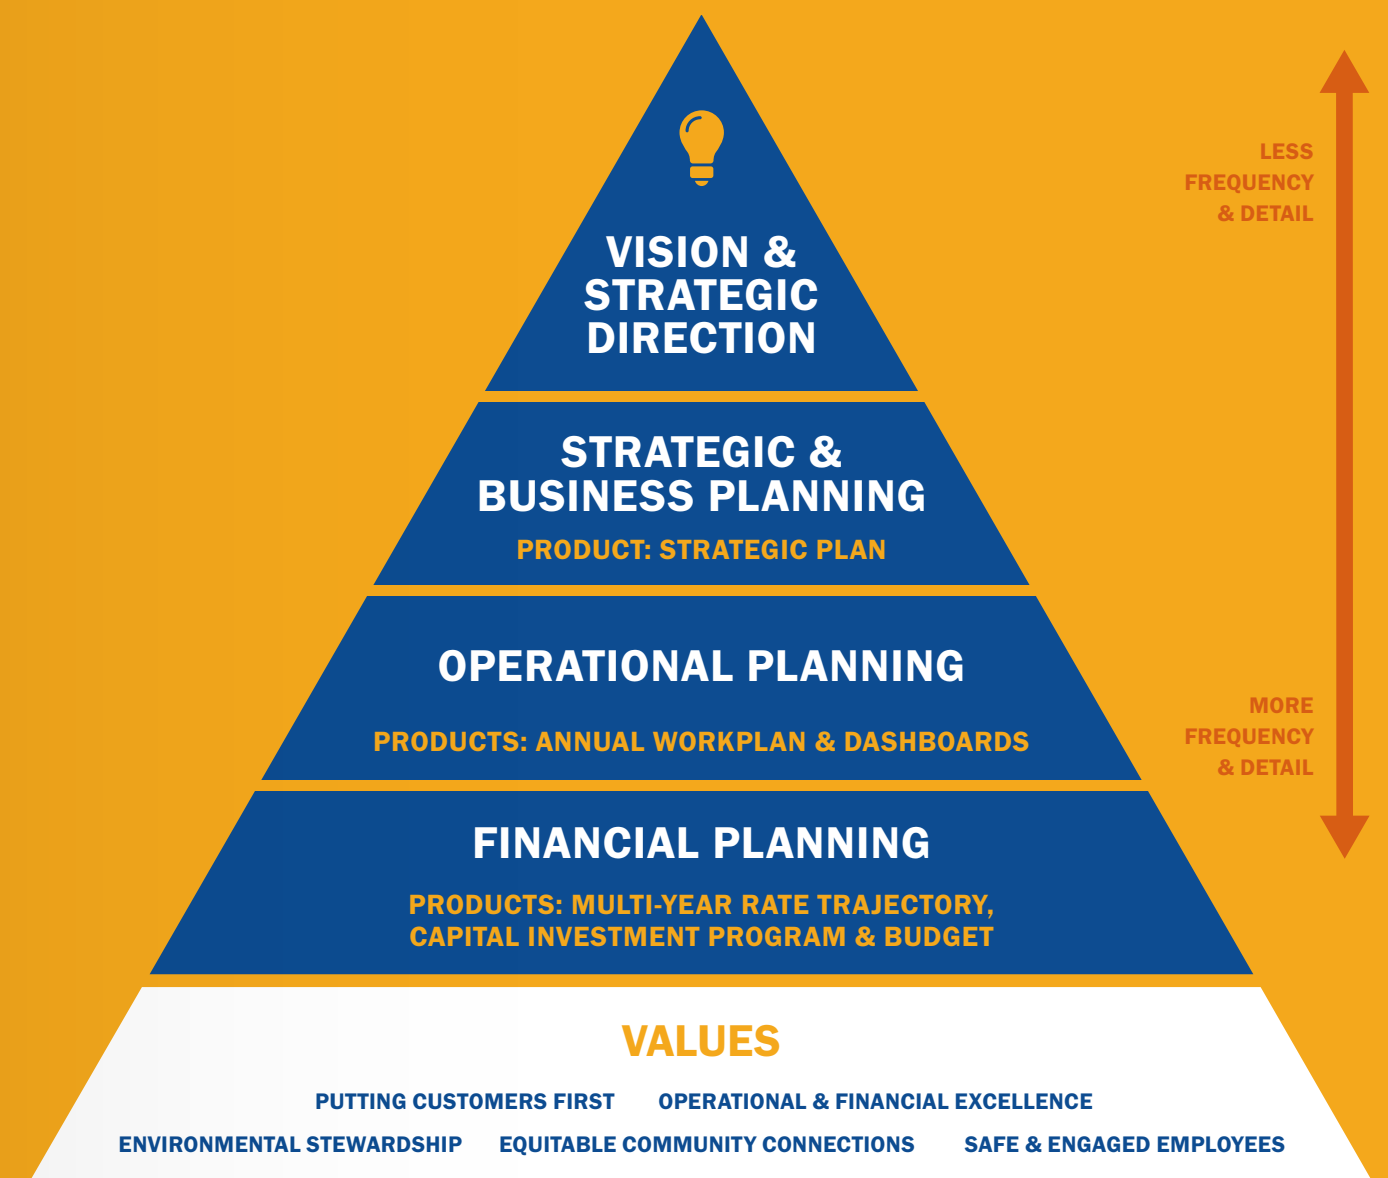 LESS
FREQUENCY
& DETAIL
VISION &
STRATEGIC
DIRECTION
STRATEGIC &
BUSINESS PLANNING
PRODUCT: STRATEGIC PLAN
OPERATIONAL PLANNING
PRODUCTS: ANNUAL WORKPLAN & DASHBOARDS
MORE
FREQUENCY
& DETAIL
FINANCIAL PLANNING
PRODUCTS: MULTI-YEAR RATE TRAJECTORY,
CAPITAL INVESTMENT PROGRAM & BUDGET
VALUES
PUTTING CUSTOMERS FIRST OPERATIONAL & FINANCIAL EXCELLENCE
ENVIRONMENTAL STEWARDSHIP EQUITABLE COMMUNITY CONNECTIONS SAFE & ENGAGED EMPLOYEES